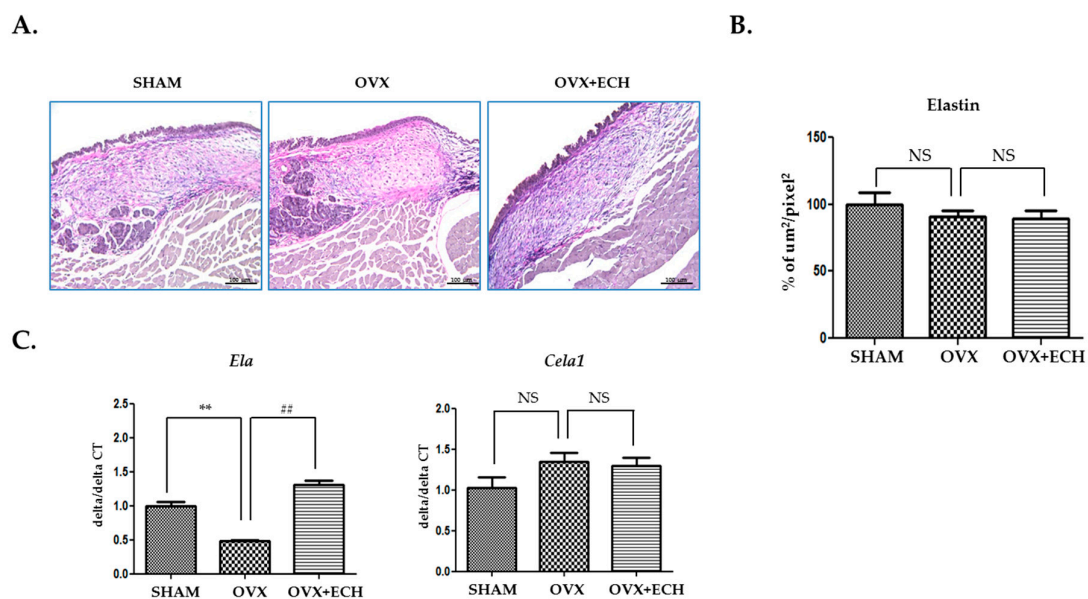 A.
SHAM
OVX
OVX+ECH
100 um
100 um
100 um
B.
Elastin
% of um²/pixel²
150
100
50
0
NS
NS
SHAM
OVX
OVX+ECH
C.
Ela
delta/delta CT
2.5
2.0
1.5
1.0
0.5
0.0
**
##
SHAM
OVX
OVX+ECH
Cela1
delta/delta CT
2.0
1.5
1.0
0.5
0.0
NS
NS
SHAM
OVX
OVX+ECH